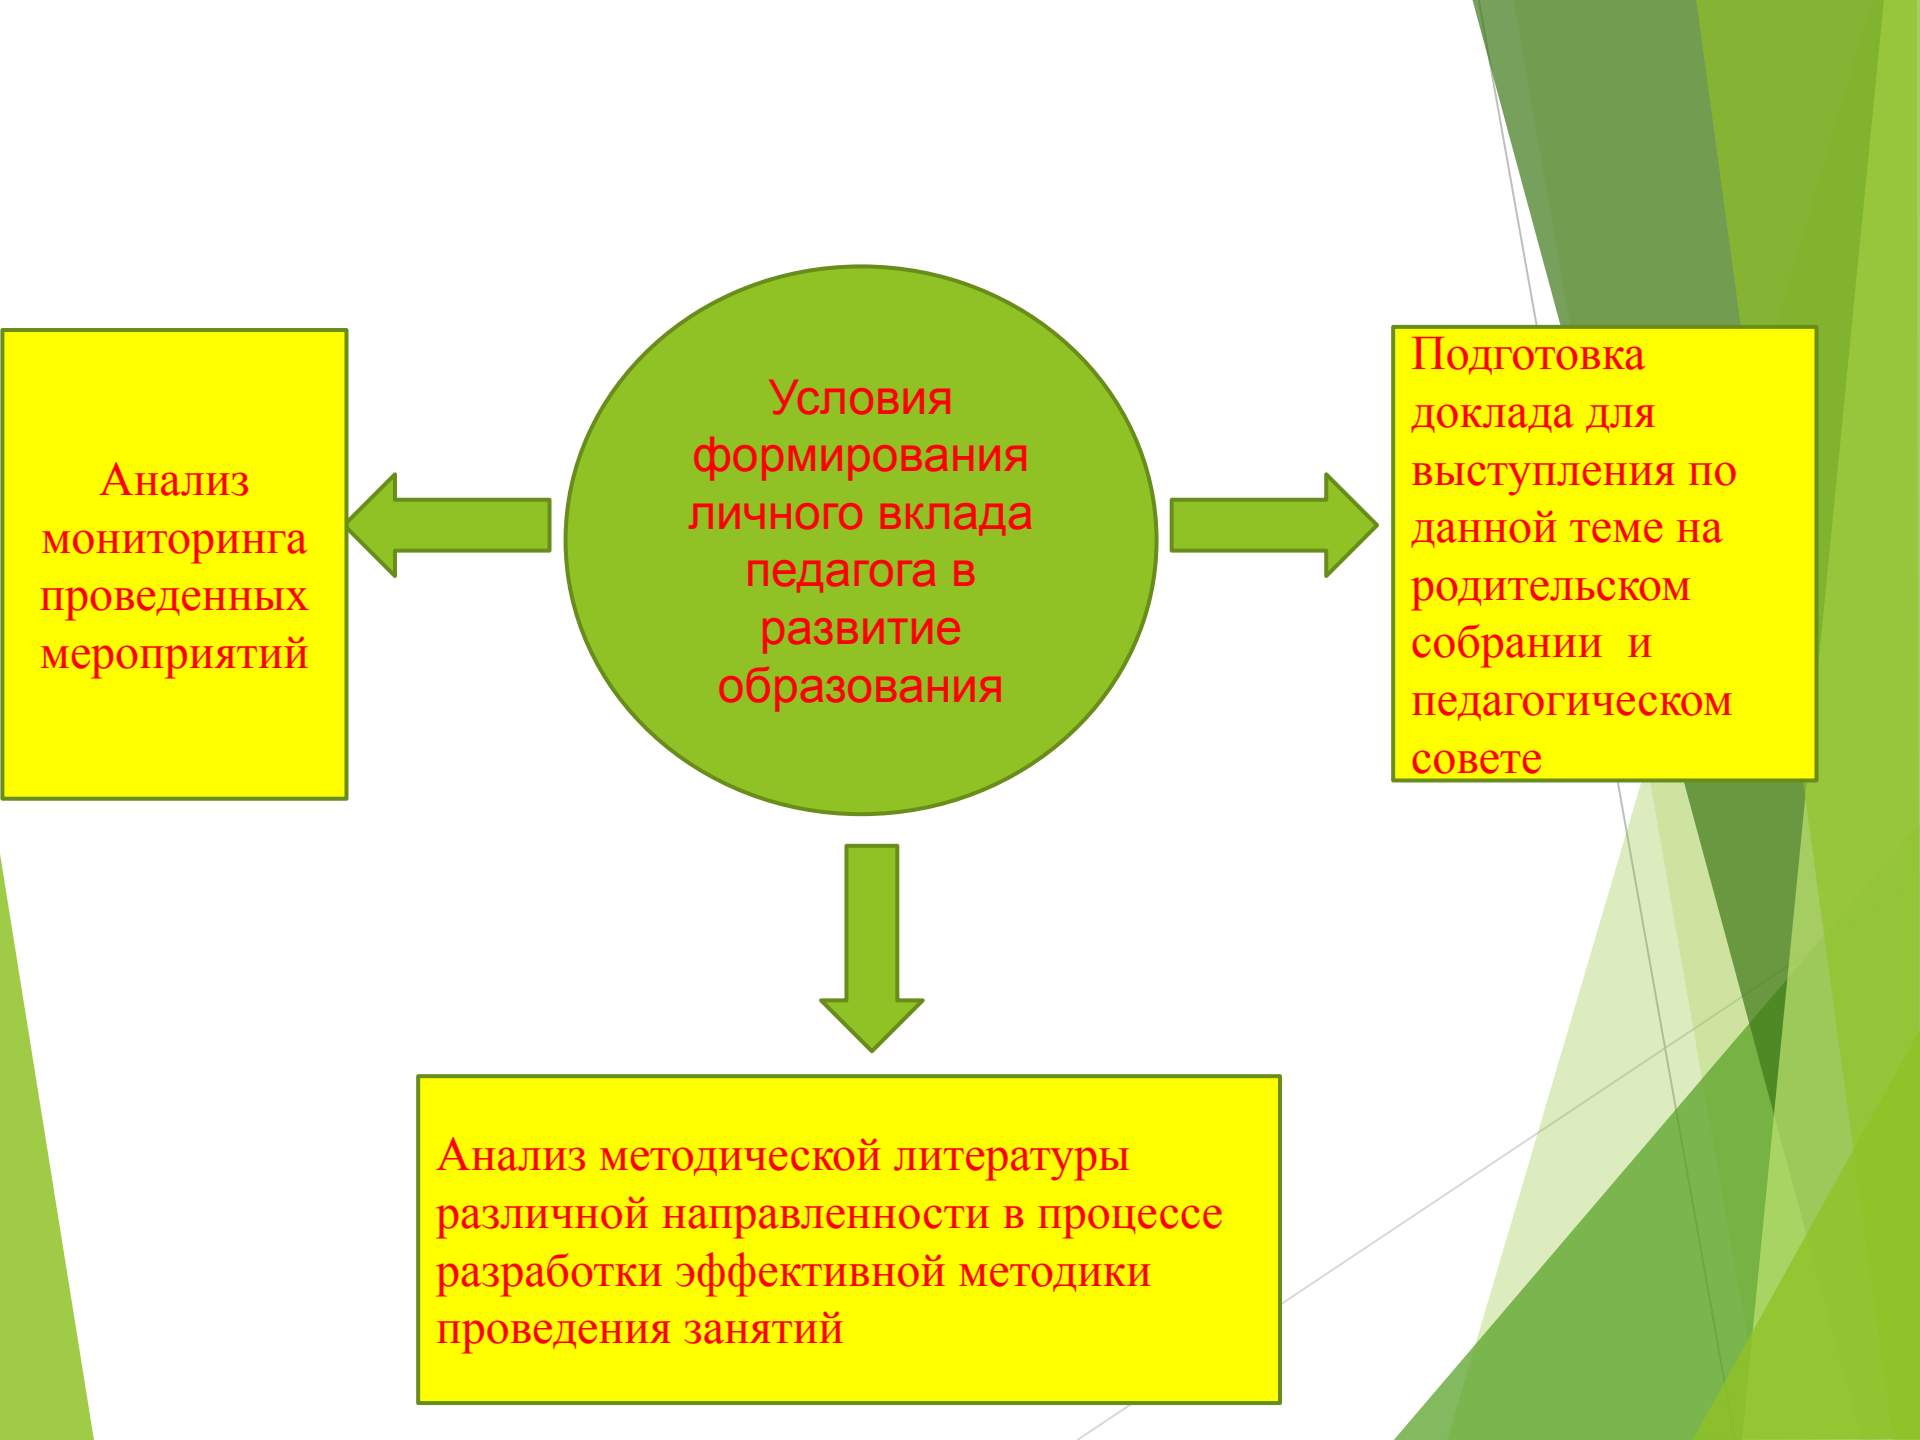 Условия
формирования
личного вклада
педагога в
развитие
образования
Анализ
мониторинга
проведенных
мероприятий
Подготовка
доклада для
выступления по
данной теме на
родительском
собрании  и
педагогическом
совете
Анализ методической литературы
различной направленности в процессе
разработки эффективной методики
проведения занятий